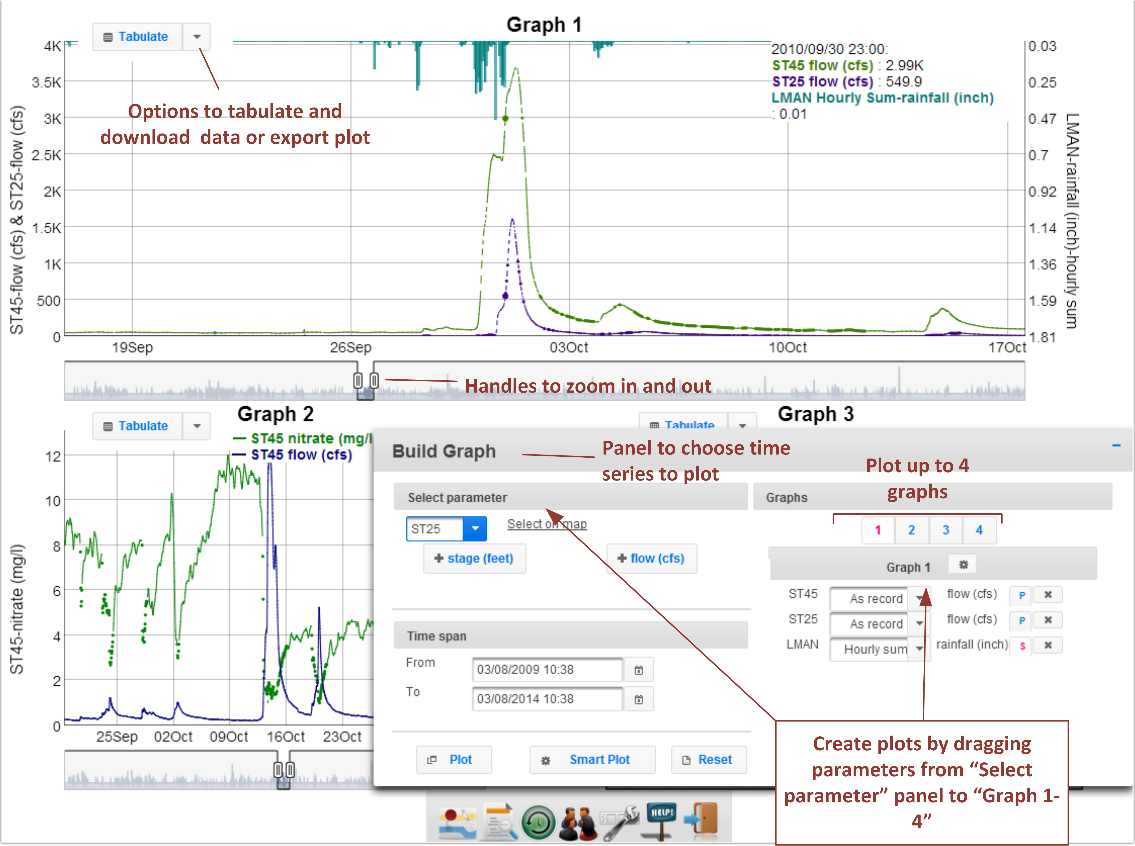 Graph 1
Tabulate
Options to tabulate and
download data or export plot
2010/09/30 23:00:
ST45 flow (cfs) : 2.99K
ST25 flow (cfs) : 549.9
LMAN Hourly Sum-rainfall (inch)
: 0.01
ST45-flow (cfs) & ST25-flow (cfs)
4K
3.5K
3K
2.5K
2K
1.5K
1K
500
0
0.03
0.25
0.47
0.7
0.92
1.14
1.36
1.59
1.81
LMAN-rainfall (inch)-hourly sum
19Sep 26Sep 03Oct 10Oct 17Oct
Handles to zoom in and out
Graph 2
Tabulate
ST45 nitrate (mg/l
ST45 flow (cfs)
ST45-nitrate (mg/l)
12
10
8
6
4
2
0
25Sep 02Oct 09Oct 16Oct 23Oct
Graph 3
Tabulate
Build Graph
Panel to choose time
series to plot
Select parameter
ST25
Select on map
+ stage (feet)
+ flow (cfs)
Time span
From
03/08/2009 10:38
To
03/08/2014 10:38
Plot
Smart Plot
Reset
Plot up to 4
graphs
Graphs
1 2 3 4
Graph 1
ST45 As record flow (cfs) P
ST25 As record flow (cfs) P
LMAN Hourly sum rainfall (inch) S
Create plots by dragging
parameters from “Select
parameter” panel to “Graph 1-
4”
HELP!